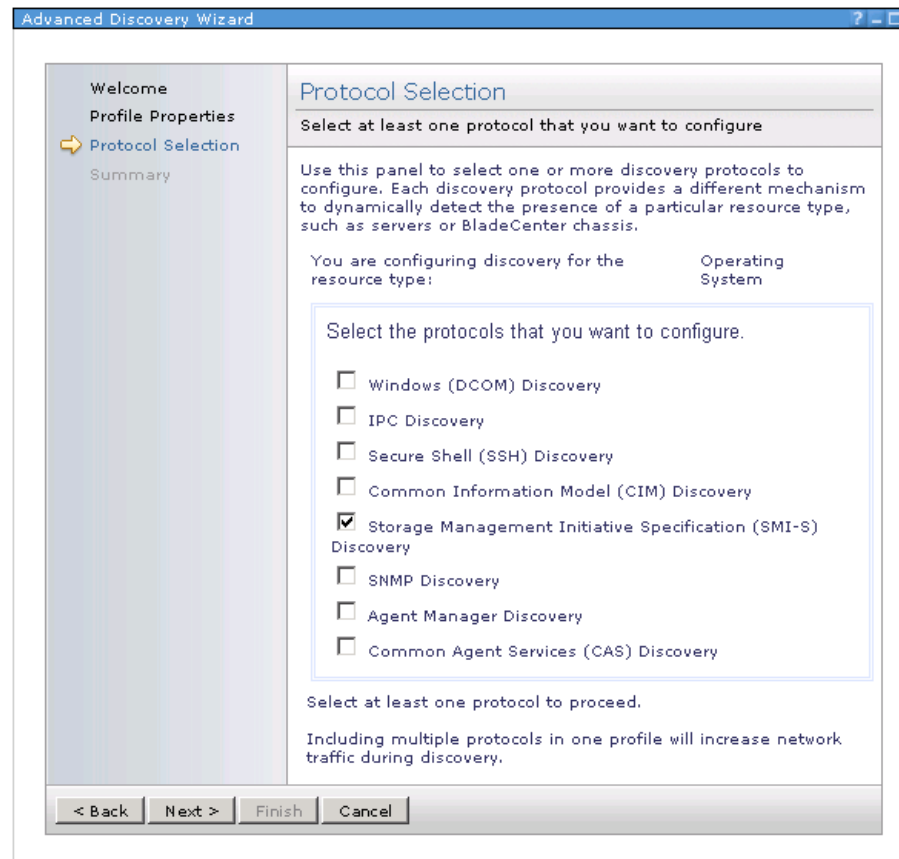 Advanced Discovery Wizard
?
Welcome
Profile Properties
Protocol Selection
Summary
Protocol Selection
Select at least one protocol that you want to configure
Use this panel to select one or more discovery protocols to
configure. Each discovery protocol provides a different mechanism
to dynamically detect the presence of a particular resource type,
such as servers or BladeCenter chassis.
You are configuring discovery for the
resource type:
Operating
System
Select the protocols that you want to configure.
Windows (DCOM) Discovery
IPC Discovery
Secure Shell (SSH) Discovery
Common Information Model (CIM) Discovery
Storage Management Initiative Specification (SMI-S)
Discovery
SNMP Discovery
Agent Manager Discovery
Common Agent Services (CAS) Discovery
Select at least one protocol to proceed.
Including multiple protocols in one profile will increase network
traffic during discovery.
< Back
Next >
Finish
Cancel